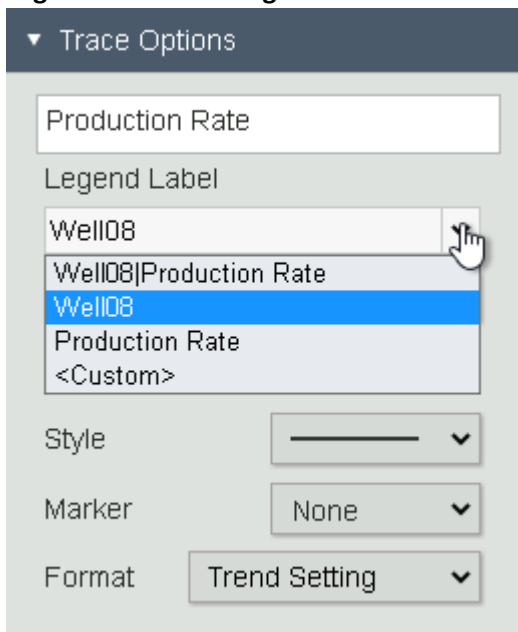 Trace Options
Production Rate
Legend Label
Well08
Well08|Production Rate
Well08
Production Rate
<Custom>
Style
Marker None
Format Trend Setting